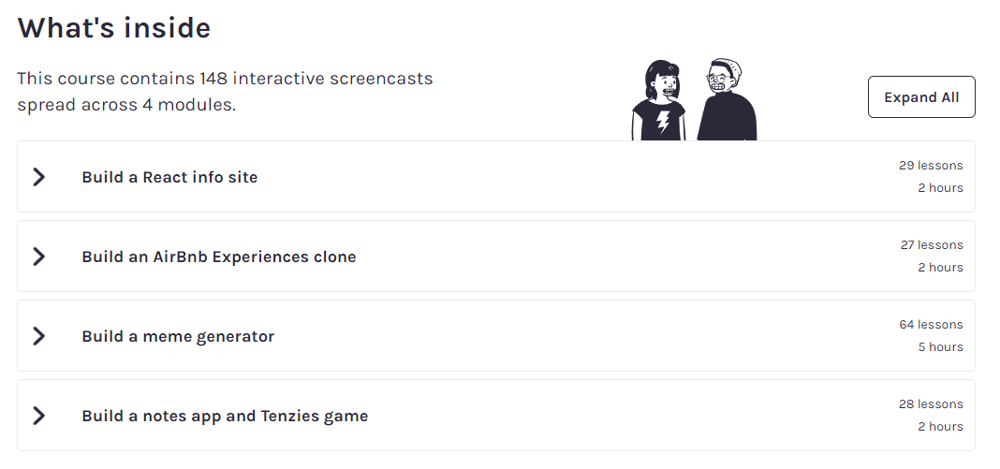 What's inside
This course contains 148 interactive screencasts
spread across 4 modules.
Expand All
Build a React info site
29 lessons
2 hours
Build an AirBnb Experiences clone
27 lessons
2 hours
Build a meme generator
64 lessons
5 hours
Build a notes app and Tenzies game
28 lessons
2 hours